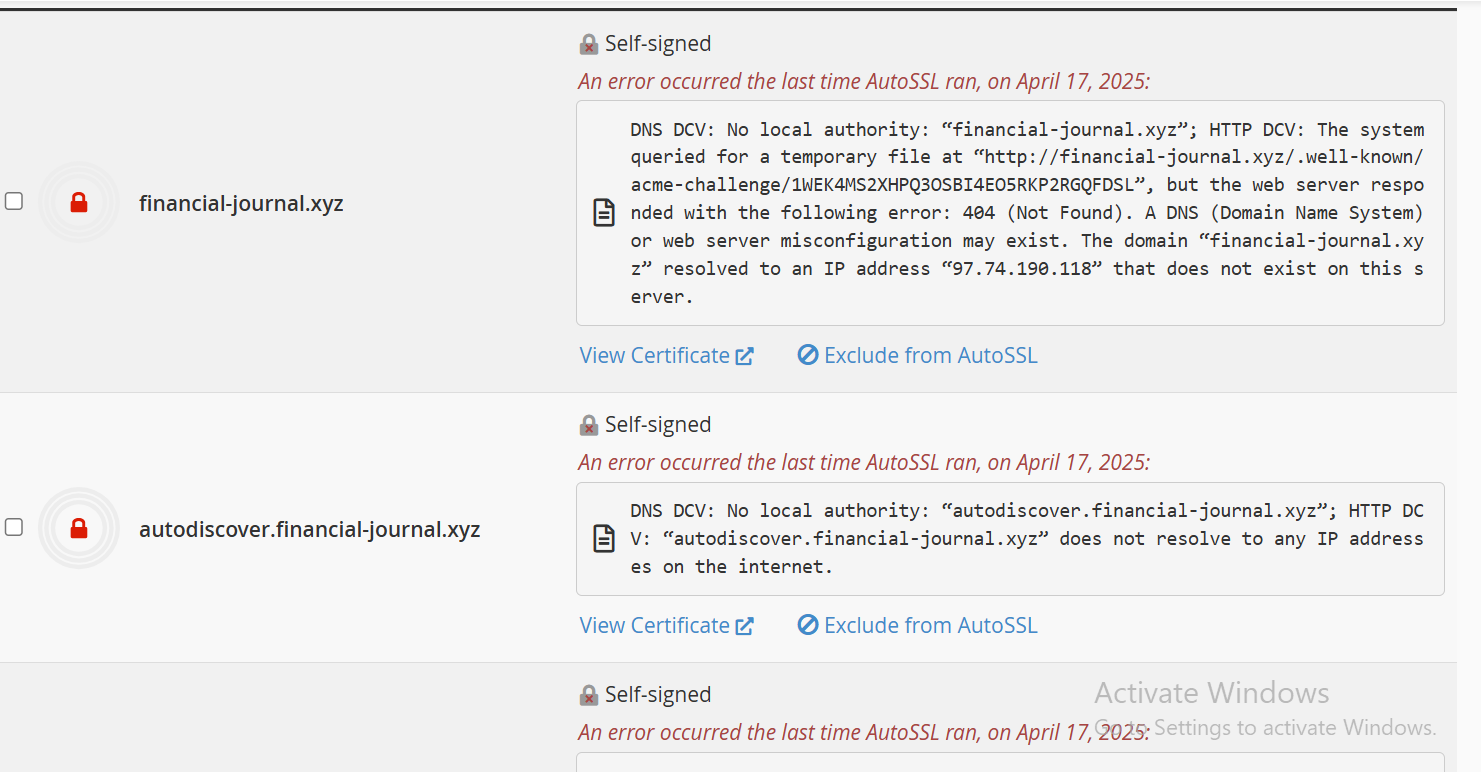 Self-signed
An error occurred the last time AutoSSL ran, on April 17, 2025:
DNS DCV: No local authority: “financial-journal.xyz”; HTTP DCV: The system
queried for a temporary file at “http://financial-journal.xyz/.well-known/
acme-challenge/1WEK4MS2XHPQ3OSBI4EO5RKP2RGQFDSL”, but the web server respo
nded with the following error: 404 (Not Found). A DNS (Domain Name System)
or web server misconfiguration may exist. The domain “financial-journal.xy
z” resolved to an IP address “97.74.190.118” that does not exist on this s
erver.
financial-journal.xyz
View Certificate
Exclude from AutoSSL
Self-signed
An error occurred the last time AutoSSL ran, on April 17, 2025:
DNS DCV: No local authority: “autodiscover.financial-journal.xyz”; HTTP DC
V: “autodiscover.financial-journal.xyz” does not resolve to any IP address
es on the internet.
autodiscover.financial-journal.xyz
View Certificate
Exclude from AutoSSL
Self-signed
An error occurred the last time AutoSSL ran, on April 17, 2025:
Activate Windows
Go to Settings to activate Windows.